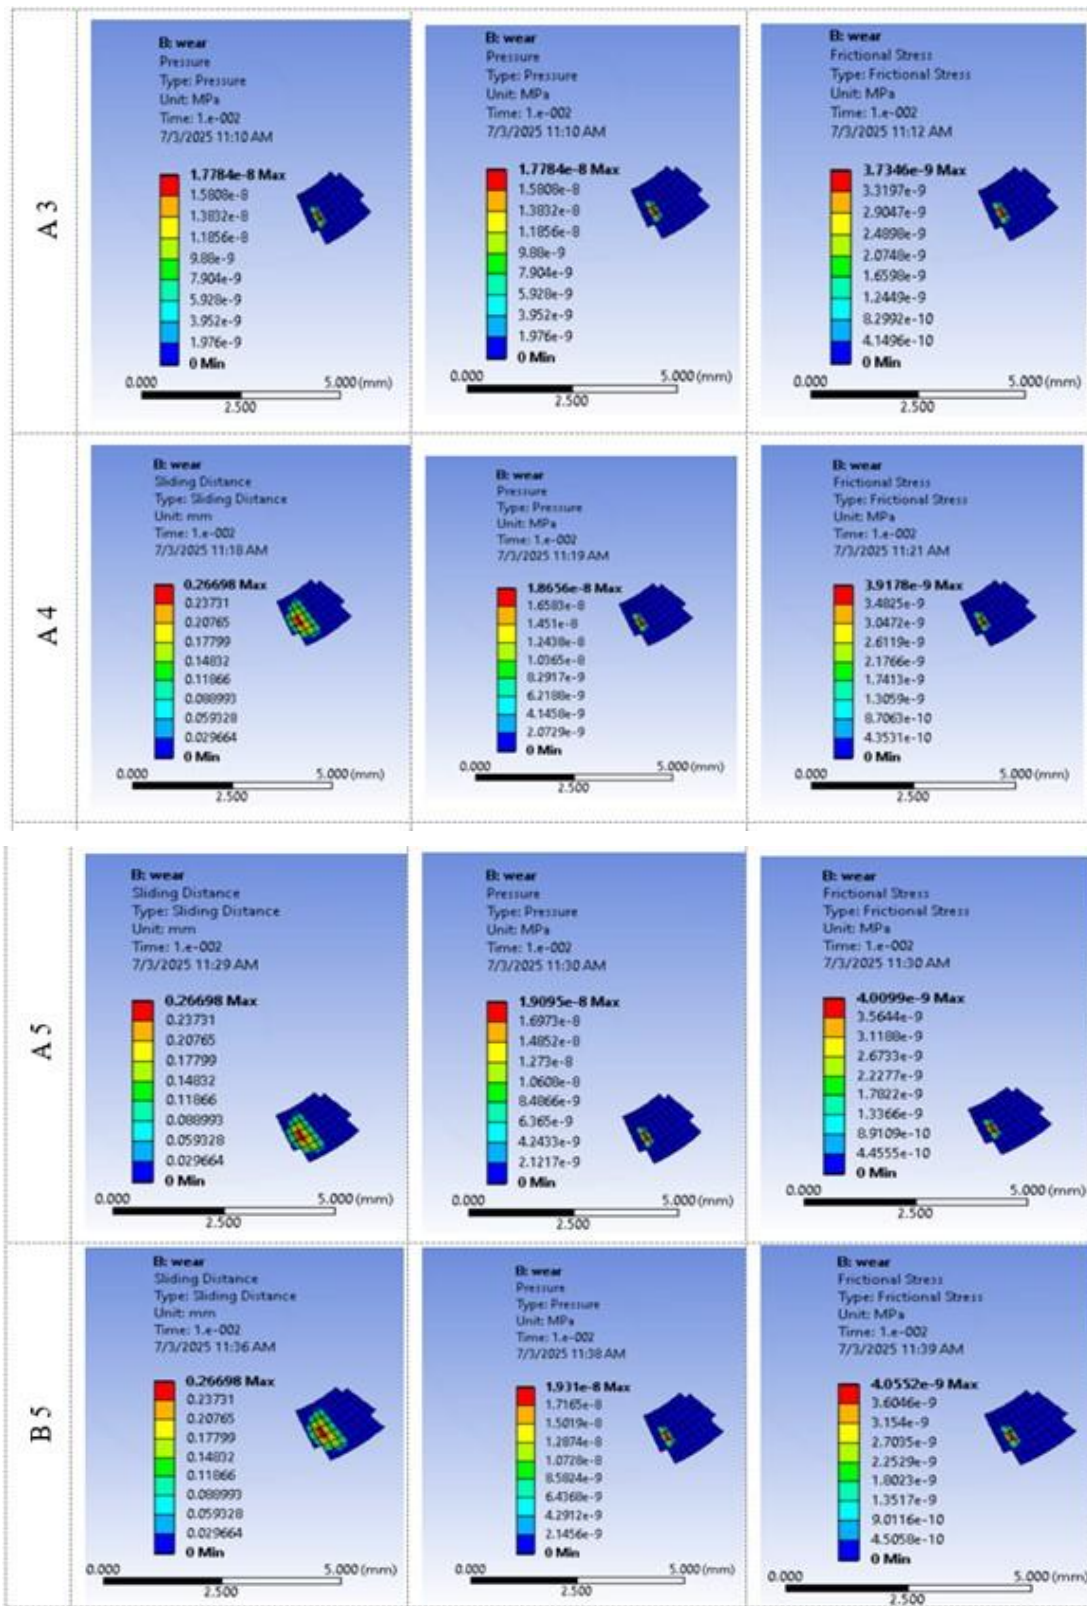 A 3
B: wear
Pressure
Type: Pressure
Unit: MPa
Time: 1.e-002
7/3/2025 11:10 AM
1.7784e-8 Max
1.5808e-8
1.3832e-8
1.1856e-8
9.88e-9
7.904e-9
5.928e-9
3.952e-9
1.976e-9
0 Min
0.000
5.000 (mm)
2.500
B: wear
Pressure
Type: Pressure
Unit: MPa
Time: 1.e-002
7/3/2025 11:10 AM
1.7784e-8 Max
1.5808e-8
1.3832e-8
1.1856e-8
9.88e-9
7.904e-9
5.928e-9
3.952e-9
1.976e-9
0 Min
0.000
5.000 (mm)
2.500
B: wear
Frictional Stress
Type: Frictional Stress
Unit: MPa
Time: 1.e-002
7/3/2025 11:12 AM
3.7346e-9 Max
3.3197e-9
2.9047e-9
2.4898e-9
2.0748e-9
1.6598e-9
1.2449e-9
8.2992e-10
4.1496e-10
0 Min
0.000
5.000 (mm)
2.500
A 4
B: wear
Sliding Distance
Type: Sliding Distance
Unit: mm
Time: 1.e-002
7/3/2025 11:18 AM
0.26698 Max
0.23731
0.20765
0.17799
0.14832
0.11866
0.088993
0.059328
0.029664
0 Min
0.000
5.000 (mm)
2.500
B: wear
Pressure
Type: Pressure
Unit: MPa
Time: 1.e-002
7/3/2025 11:19 AM
1.8656e-8 Max
1.6583e-8
1.451e-8
1.2438e-8
1.0365e-8
8.2917e-9
6.2188e-9
4.1458e-9
2.0729e-9
0 Min
0.000
5.000 (mm)
2.500
B: wear
Frictional Stress
Type: Frictional Stress
Unit: MPa
Time: 1.e-002
7/3/2025 11:21 AM
3.9178e-9 Max
3.4825e-9
3.0472e-9
2.6119e-9
2.1766e-9
1.7413e-9
1.3059e-9
8.7063e-10
4.3531e-10
0 Min
0.000
5.000 (mm)
2.500
A 5
B: wear
Sliding Distance
Type: Sliding Distance
Unit: mm
Time: 1.e-002
7/3/2025 11:29 AM
0.26698 Max
0.23731
0.20765
0.17799
0.14832
0.11866
0.088993
0.059328
0.029664
0 Min
0.000
5.000 (mm)
2.500
B: wear
Pressure
Type: Pressure
Unit: MPa
Time: 1.e-002
7/3/2025 11:30 AM
1.9095e-8 Max
1.6973e-8
1.4852e-8
1.273e-8
1.0608e-8
8.4866e-9
6.365e-9
4.2433e-9
2.1217e-9
0 Min
0.000
5.000 (mm)
2.500
B: wear
Frictional Stress
Type: Frictional Stress
Unit: MPa
Time: 1.e-002
7/3/2025 11:30 AM
4.0099e-9 Max
3.5644e-9
3.1188e-9
2.6733e-9
2.2277e-9
1.7822e-9
1.3366e-9
8.9109e-10
4.4555e-10
0 Min
0.000
5.000 (mm)
2.500
B 5
B: wear
Sliding Distance
Type: Sliding Distance
Unit: mm
Time: 1.e-002
7/3/2025 11:36 AM
0.26698 Max
0.23731
0.20765
0.17799
0.14832
0.11866
0.088993
0.059328
0.029664
0 Min
0.000
5.000 (mm)
2.500
B: wear
Pressure
Type: Pressure
Unit: MPa
Time: 1.e-002
7/3/2025 11:38 AM
1.931e-8 Max
1.7165e-8
1.5019e-8
1.2874e-8
1.0728e-8
8.5824e-9
6.4368e-9
4.2912e-9
2.1456e-9
0 Min
0.000
5.000 (mm)
2.500
B: wear
Frictional Stress
Type: Frictional Stress
Unit: MPa
Time: 1.e-002
7/3/2025 11:39 AM
4.0552e-9 Max
3.6046e-9
3.154e-9
2.7035e-9
2.2529e-9
1.8023e-9
1.3517e-9
9.0116e-10
4.5058e-10
0 Min
0.000
5.000 (mm)
2.500